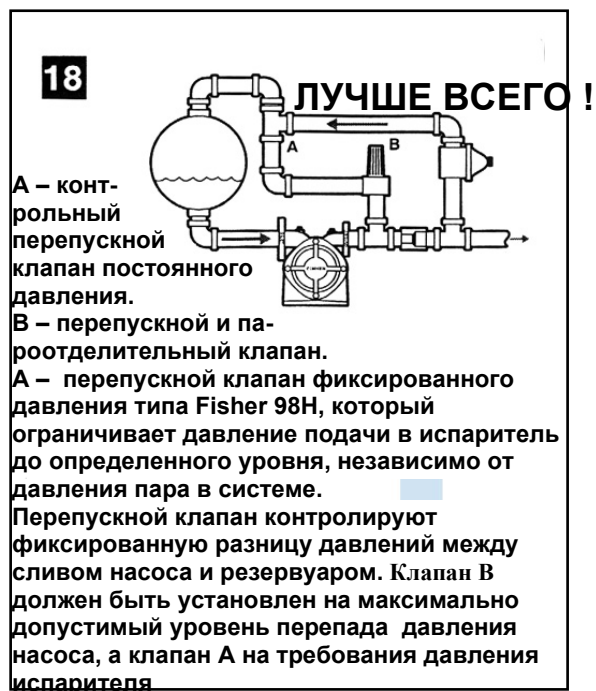 18
ЛУЧШЕ ВСЕГО !
A
B
А – конт-
рольный
перепускной
клапан постоянного
давления.
В – перепускной и па-
роотделительный клапан.
А – перепускной клапан фиксированного
давления типа Fisher 98H, который
ограничивает давление подачи в испаритель
до определенного уровня, независимо от
давления пара в системе.
Перепускной клапан контролируют
фиксированную разницу давлений между
сливом насоса и резервуаром. Клапан В
должен быть установлен на максимально
допустимый уровень перепада давления
насоса, а клапан А на требования давления
испарителя